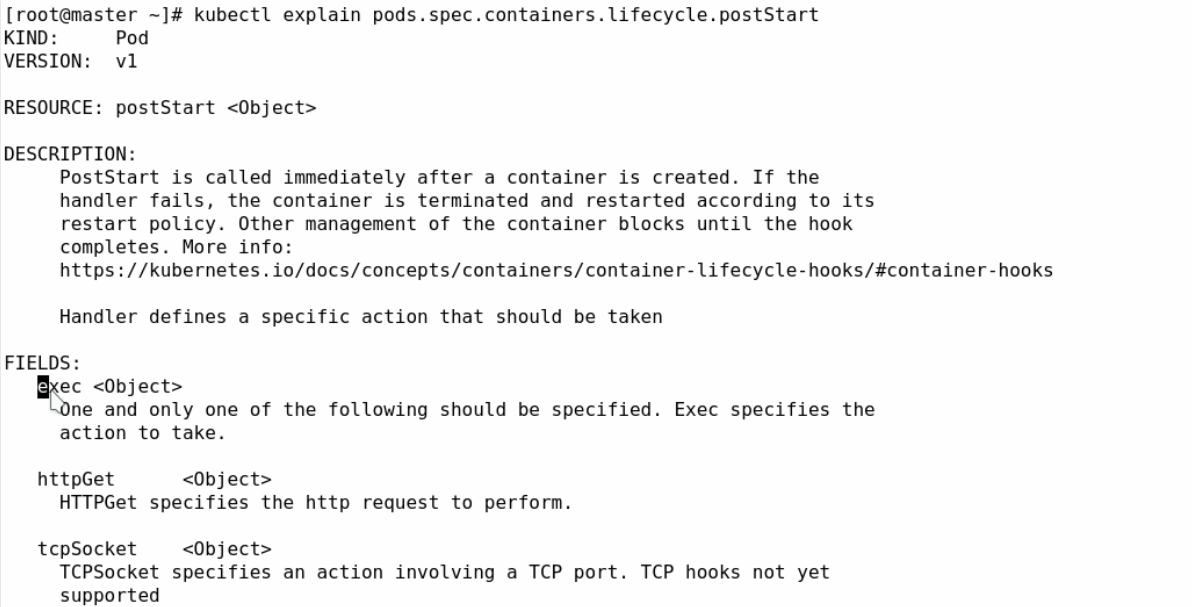 [root@master ~]# kubectl explain pods.spec.containers.lifecycle.postStart
KIND:     Pod
VERSION:  v1
RESOURCE: postStart <Object>
DESCRIPTION:
PostStart is called immediately after a container is created. If the
handler fails, the container is terminated and restarted according to its
restart policy. Other management of the container blocks until the hook
completes. More info:
https://kubernetes.io/docs/concepts/containers/container-lifecycle-hooks/#container-hooks
Handler defines a specific action that should be taken
FIELDS:
exec <Object>
One and only one of the following should be specified. Exec specifies the
action to take.
httpGet      <Object>
HTTPGet specifies the http request to perform.
tcpSocket    <Object>
TCPSocket specifies an action involving a TCP port. TCP hooks not yet
supported